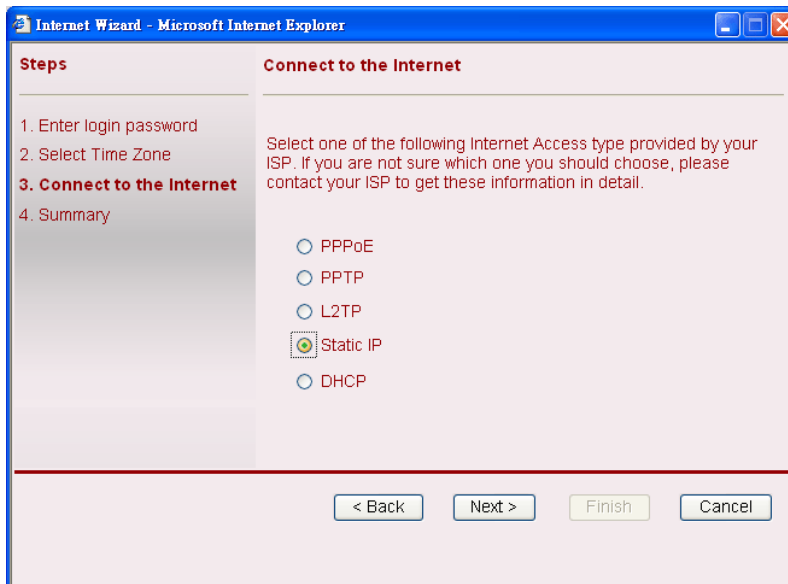 Internet Wizard - Microsoft Internet Explorer
Steps
1. Enter login password
2. Select Time Zone
3. Connect to the Internet
4. Summary
Connect to the Internet
Select one of the following Internet Access type provided by your
ISP. If you are not sure which one you should choose, please
contact your ISP to get these information in detail.
PPPoE
PPTP
L2TP
Static IP
DHCP
< Back
Next >
Finish
Cancel